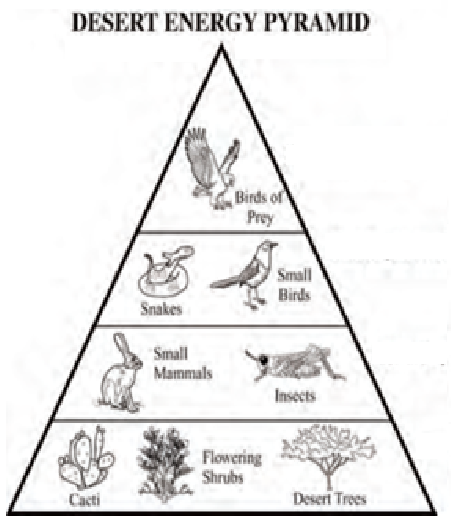 DESERT ENERGY PYRAMID
Birds of
Prey
Snakes
Small
Birds
Small
Mammals
Insects
Cacti
Flowering
Shrubs
Desert Trees